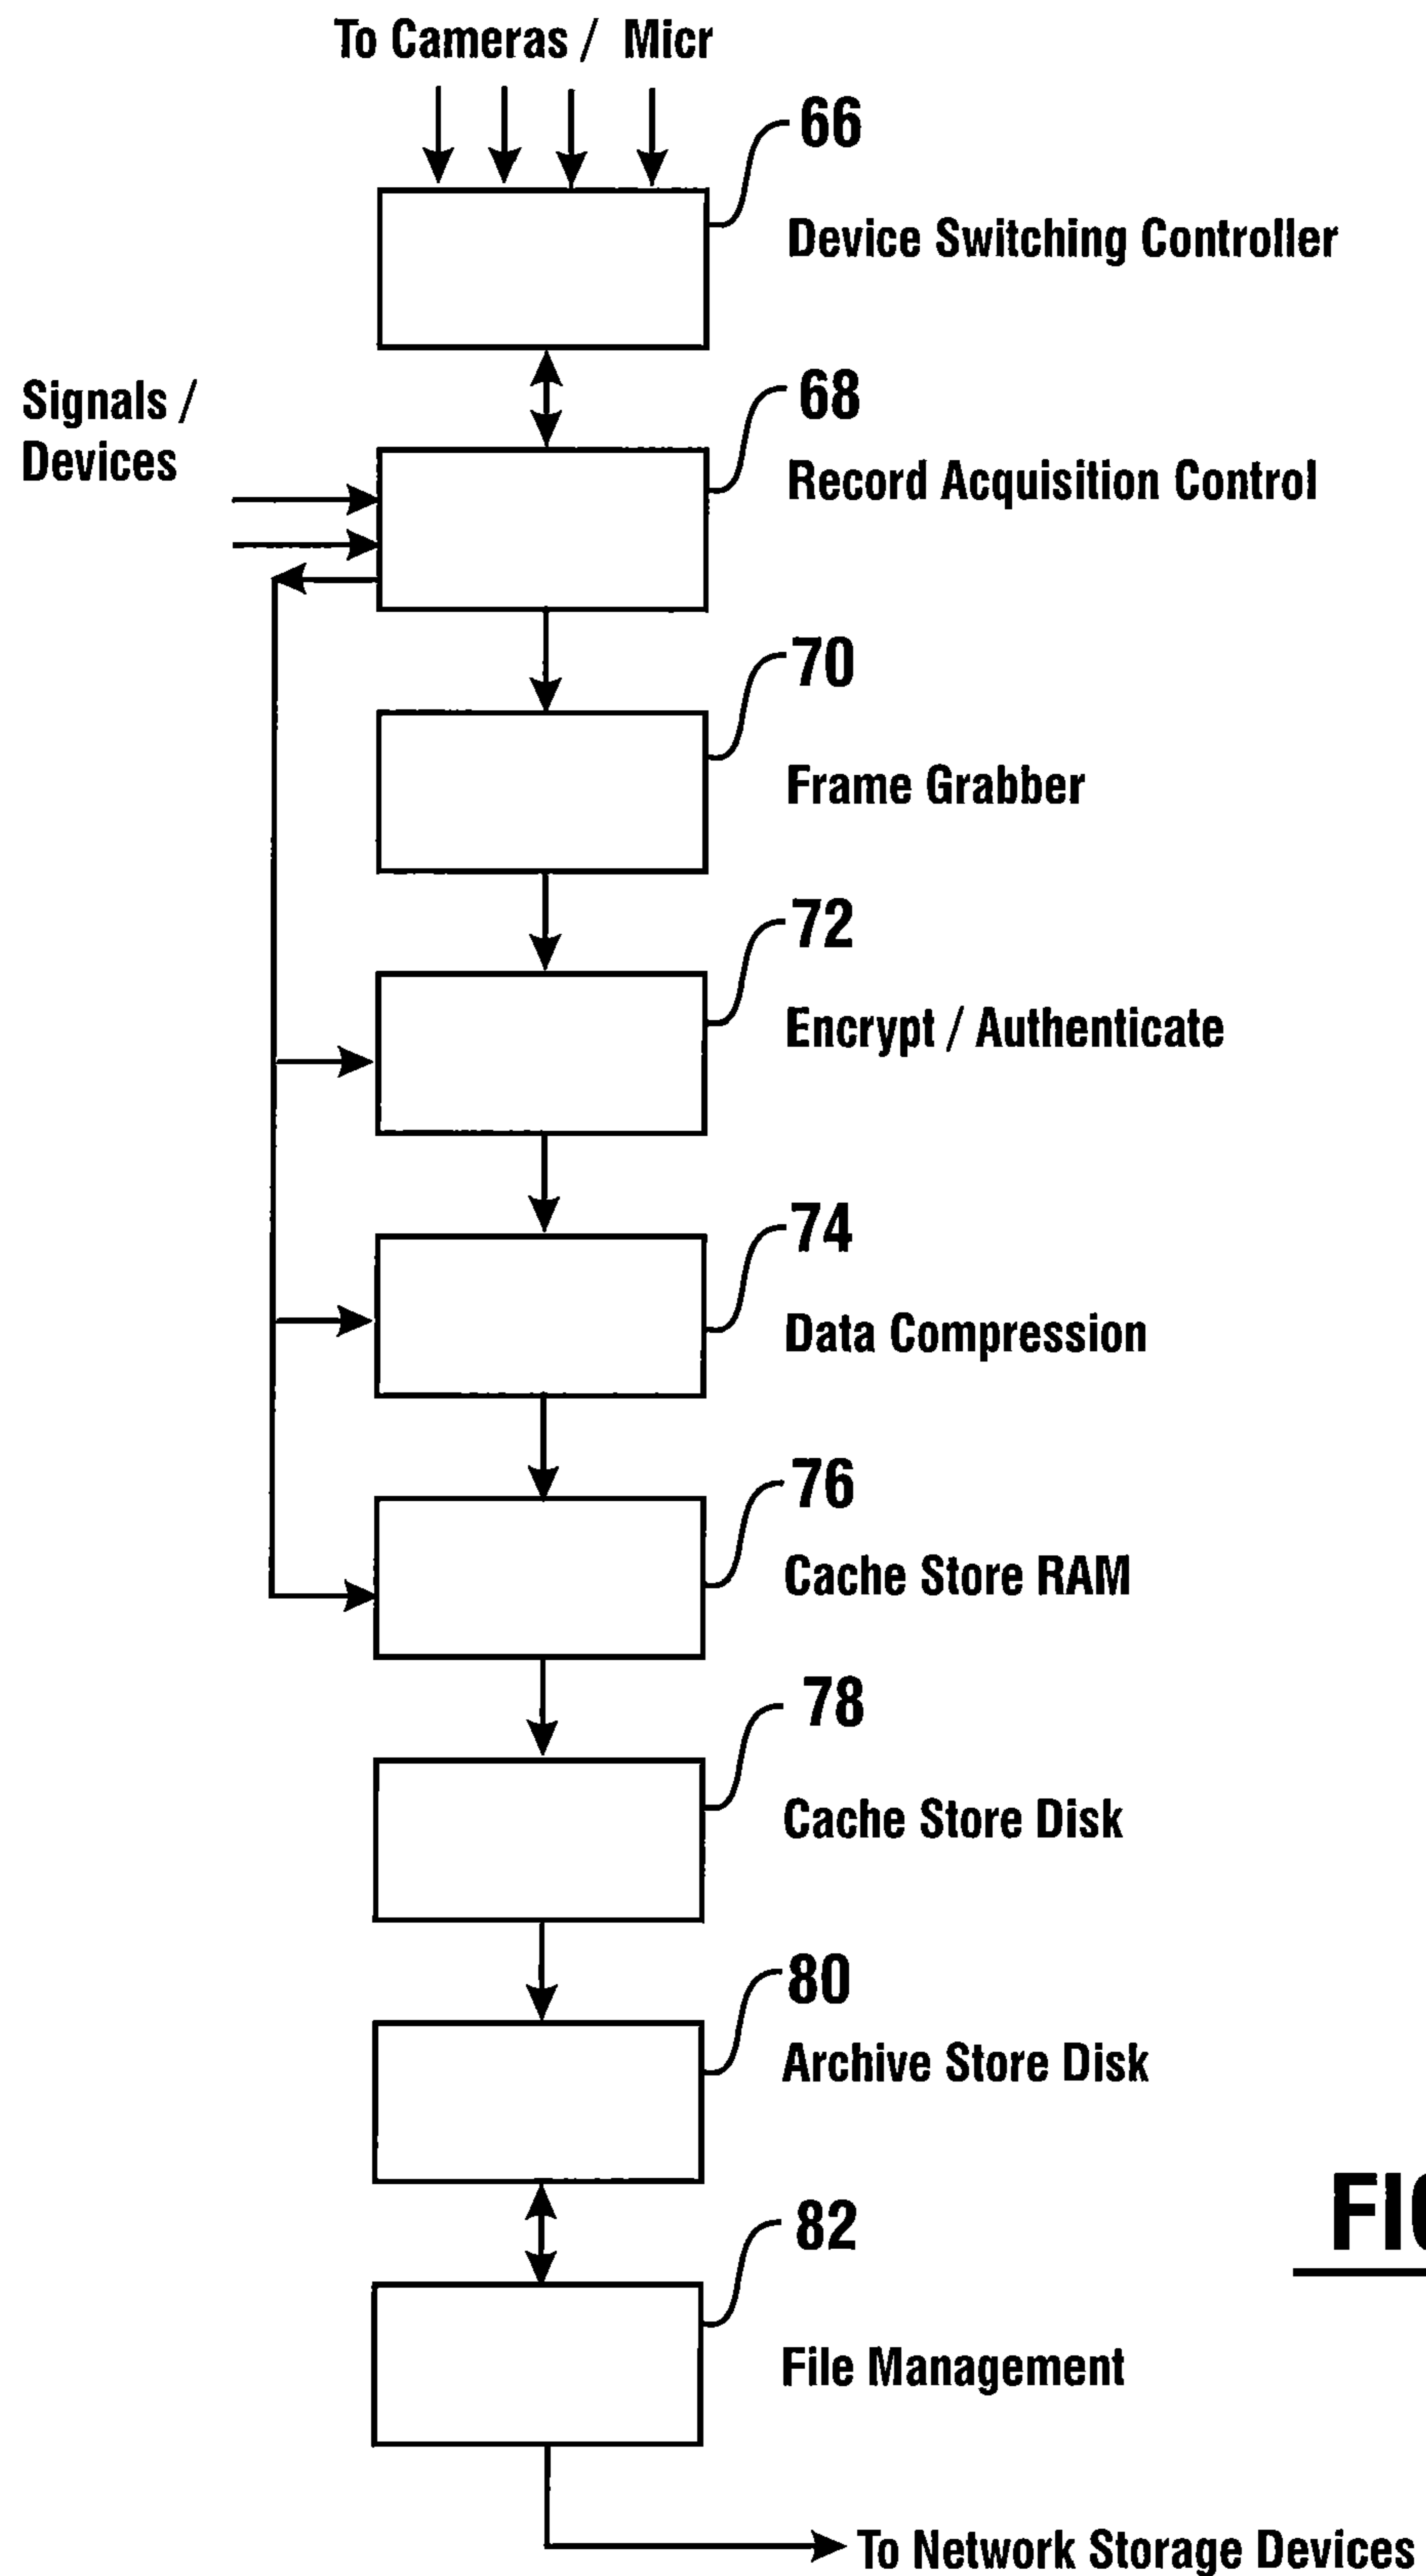 To Cameras / Micr
66
Device Switching Controller
Signals /
Devices
68
Record Acquisition Control
70
Frame Grabber
72
Encrypt / Authenticate
74
Data Compression
76
Cache Store RAM
78
Cache Store Disk
80
Archive Store Disk
82
File Management
To Network Storage Devices